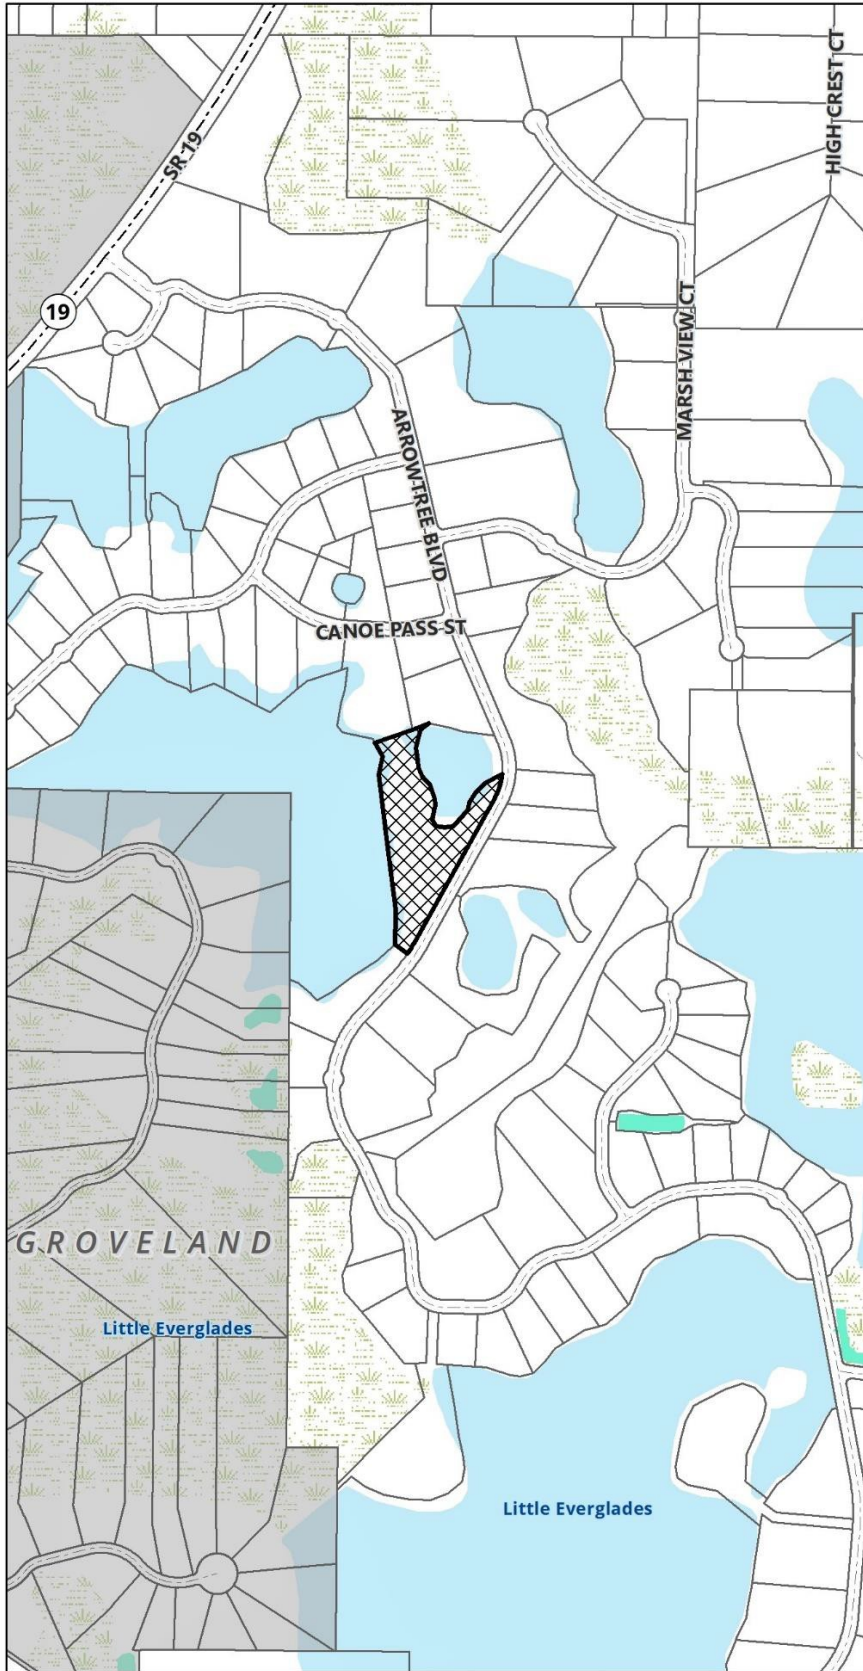 HIGH CREST CT
SR 19
19
MARSH VIEW CT
ARROWTREE BLVD
CANOE PASS ST
GROVELAND
Little Everglades
Little Everglades